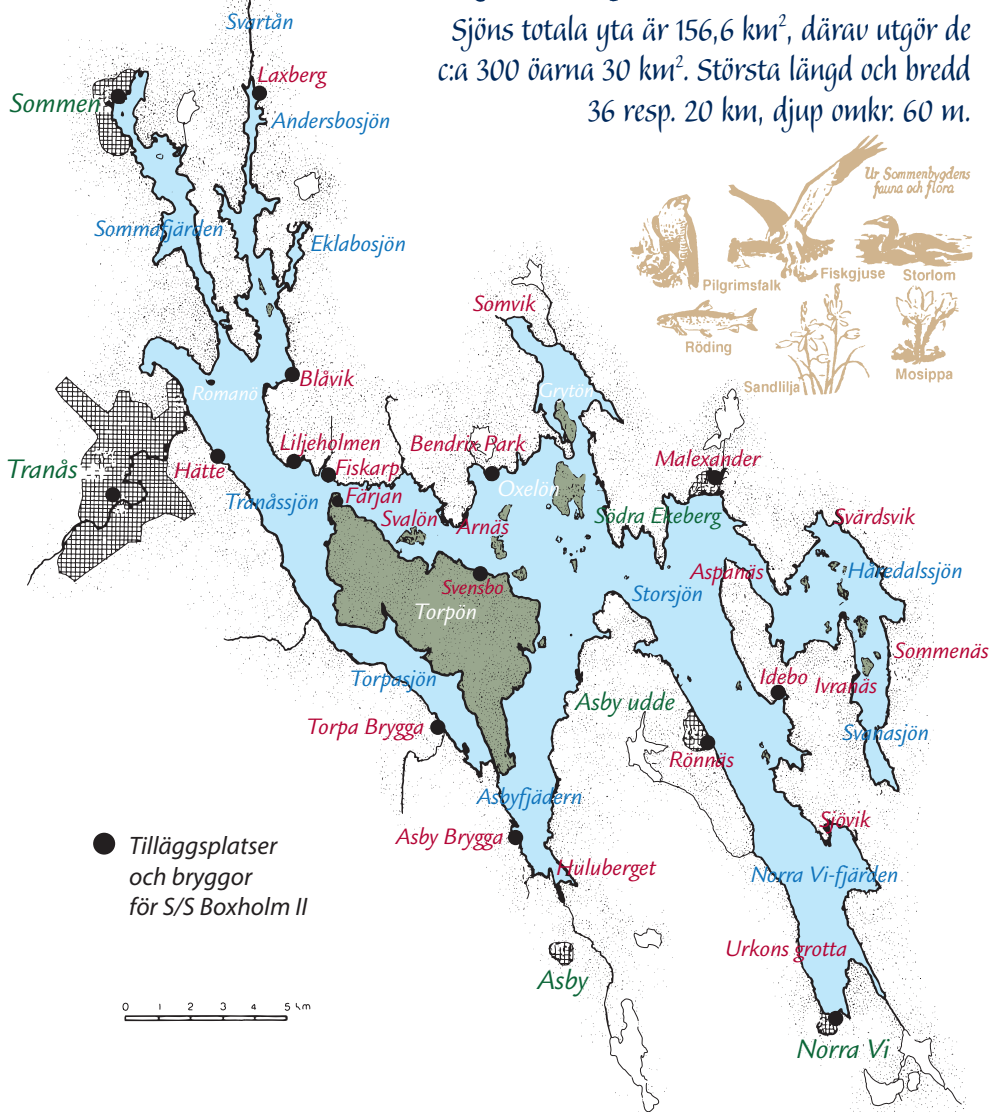 Svartån
Sjöns totala yta är 156,6 km², därav utgör de
c:a 300 öarna 30 km². Största längd och bredd
36 resp. 20 km, djup omkr. 60 m.
Laxberg
Sommen
Andersbosjön
Ur Sommenbygdens
fauna och flora
Sommafjärden
Eklabosjön
Pilgrimsfalk
Fiskgjuse
Storlom
Somvik
Röding
Sandlilja
Mosippa
Blåvik
Romanö
Grytön
Liljeholmen
Bendrix Park
Malexander
Tranås
Hätte
Fiskarp
Oxelön
Tranåssjön
Färjan
Svalön
Arnäs
Södra Ekeberg
Svärdsvik
Svensbo
Aspanäs
Håredalssjön
Storsjön
Torpön
Sommenäs
Torpasjön
Idebo
Ivranäs
Asby udde
Torpa Brygga
Svanasjön
Rönnäs
Asbyfjädern
Sjövik
Asby Brygga
Tilläggsplatser
och bryggor
för S/S Boxholm II
Huluberget
Norra Vi-fjärden
Urkons grotta
Asby
0 1 2 3 4 5 km
Norra Vi